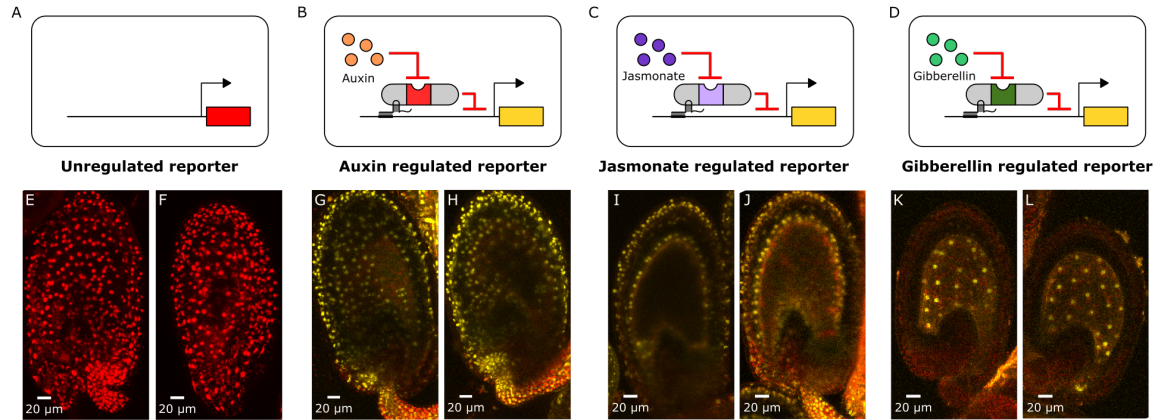 A
B
C
D
Auxin
Jasmonate
Gibberellin
Unregulated reporter
Auxin regulated reporter
Jasmonate regulated reporter
Gibberellin regulated reporter
E
F
G
H
I
J
K
L
20 µm
20 µm
20 µm
20 µm
20 µm
20 µm
20 µm
20 µm